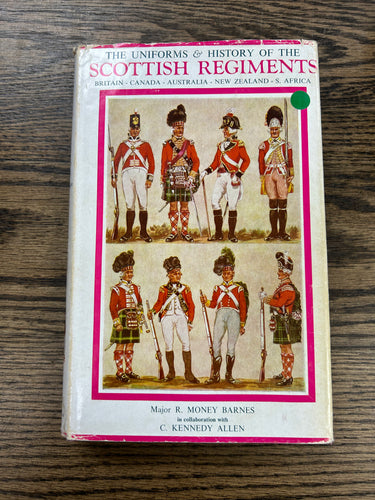 THE UNIFORMS & HISTORY OF THE
SCOTTISH REGIMENTS
BRITAIN - CANADA - AUSTRALIA - NEW ZEALAND - S. AFRICA
Major R. MONEY BARNES
in collaboration with
C. KENNEDY ALLEN